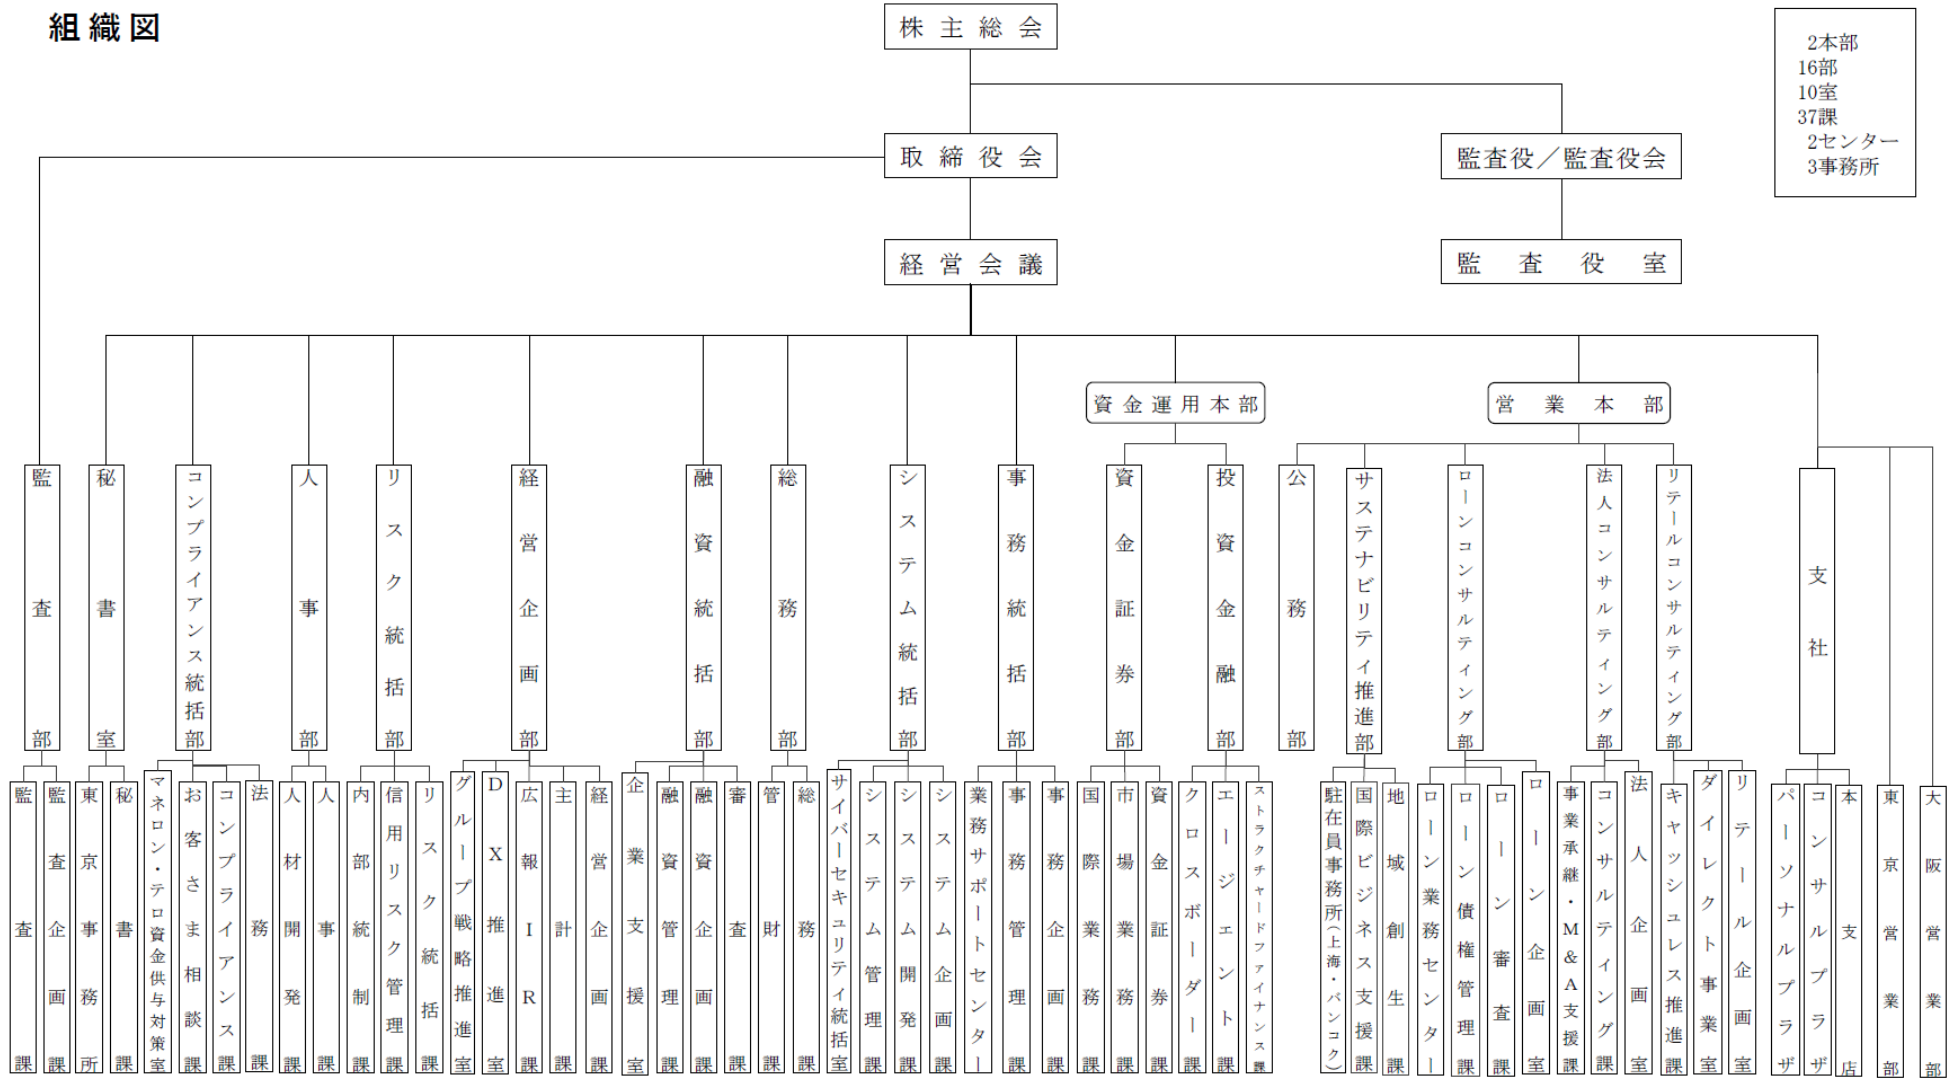 組織図
株主総会
2本部
16部
10室
37課
2センター
3事務所
取締役会
監査役／監査役会
経営会議
監査役室
資金運用本部
営業本部
監査部
秘書室
コンプライアンス統括部
人事部
リスク統括部
経営企画部
融資統括部
総務部
システム統括部
事務統括部
資金証券部
投資金融部
公務部
サステナビリティ推進部
ローンコンサルティング部
法人コンサルティング部
リテールコンサルティング部
支社
監査課
監査企画課
東京事務所
秘書課
マネロン・テロ資金供与対策室
お客さま相談課
コンプライアンス課
法務課
人材開発課
人事課
内部統制課
信用リスク管理課
リスク統括課
グループ戦略推進室
DX推進室
広報IR課
主計課
経営企画課
企業支援室
融資管理課
融資企画課
審査課
管財課
総務課
サイバーセキュリティ統括室
システム管理課
システム開発課
システム企画課
業務サポートセンター
事務管理課
事務企画課
国際業務課
市場業務課
資金証券課
クロスボーダー課
エージェント課
ストラクチャードファイナンス課
駐在員事務所（上海・バンコク）
国際ビジネス支援課
地域創生課
ローン業務センター
ローン債権管理課
ローン審査課
ローン企画室
事業承継・M&A支援課
コンサルティング課
法人企画室
キャッシュレス推進課
ダイレクト事業室
リテール企画室
パーソナルプラザ
コンサルプラザ
本支店
東京営業部
大阪営業部